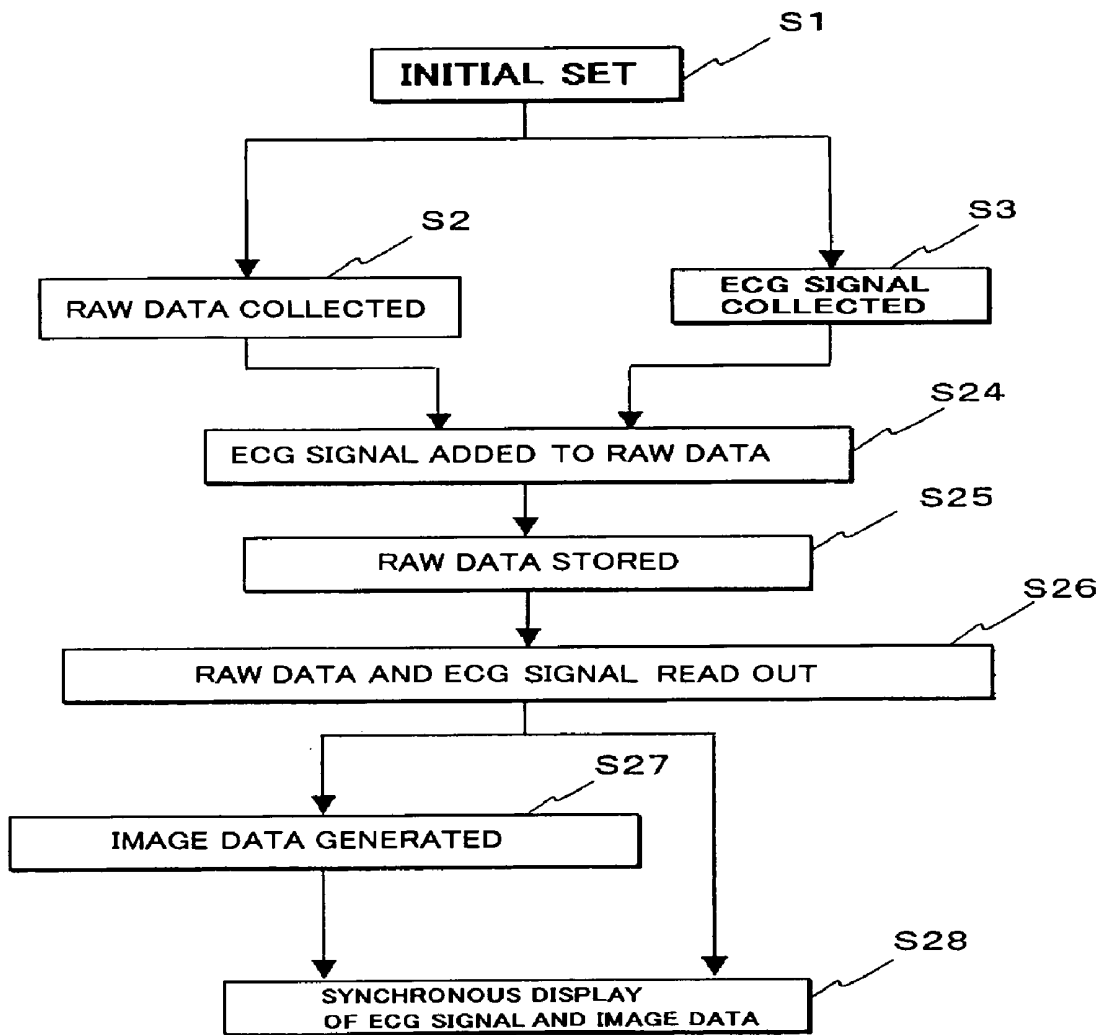 S1
INITIAL SET
S2
S3
RAW DATA COLLECTED
ECG SIGNAL
COLLECTED
S24
ECG SIGNAL ADDED TO RAW DATA
S25
RAW DATA STORED
S26
RAW DATA AND ECG SIGNAL READ OUT
S27
IMAGE DATA GENERATED
S28
SYNCHRONOUS DISPLAY
OF ECG SIGNAL AND IMAGE DATA